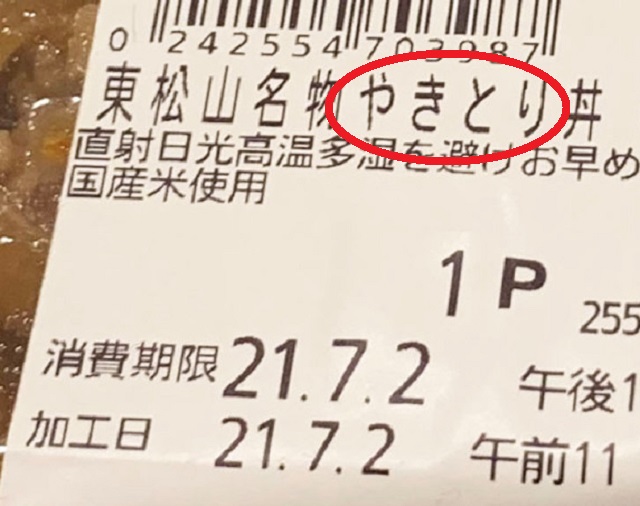 0 242554 703987
東松山名物やきとり丼
直射日光高温多湿を避けお早め
国産米使用
1P
255
消費期限 21.7.2 午後1
加工日 21.7.2 午前11